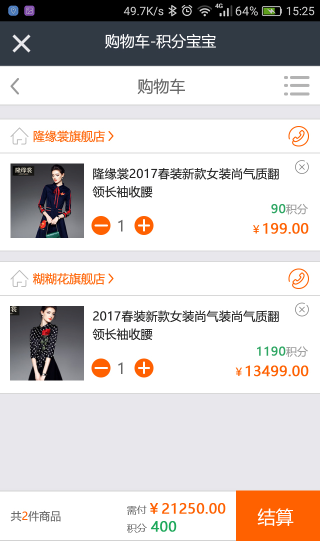 49.7K/s 4G 64% 15:25
购物车-积分宝宝
购物车
隆缘裳旗舰店
隆缘裳
隆缘裳2017春装新款女装尚气质翻
领长袖收腰
90积分
1
¥199.00
糊糊花旗舰店
裳
2017春装新款女装尚气装尚气质翻
领长袖收腰
1190积分
1
¥13499.00
共2件商品
需付 ¥21250.00
积分 400
结算